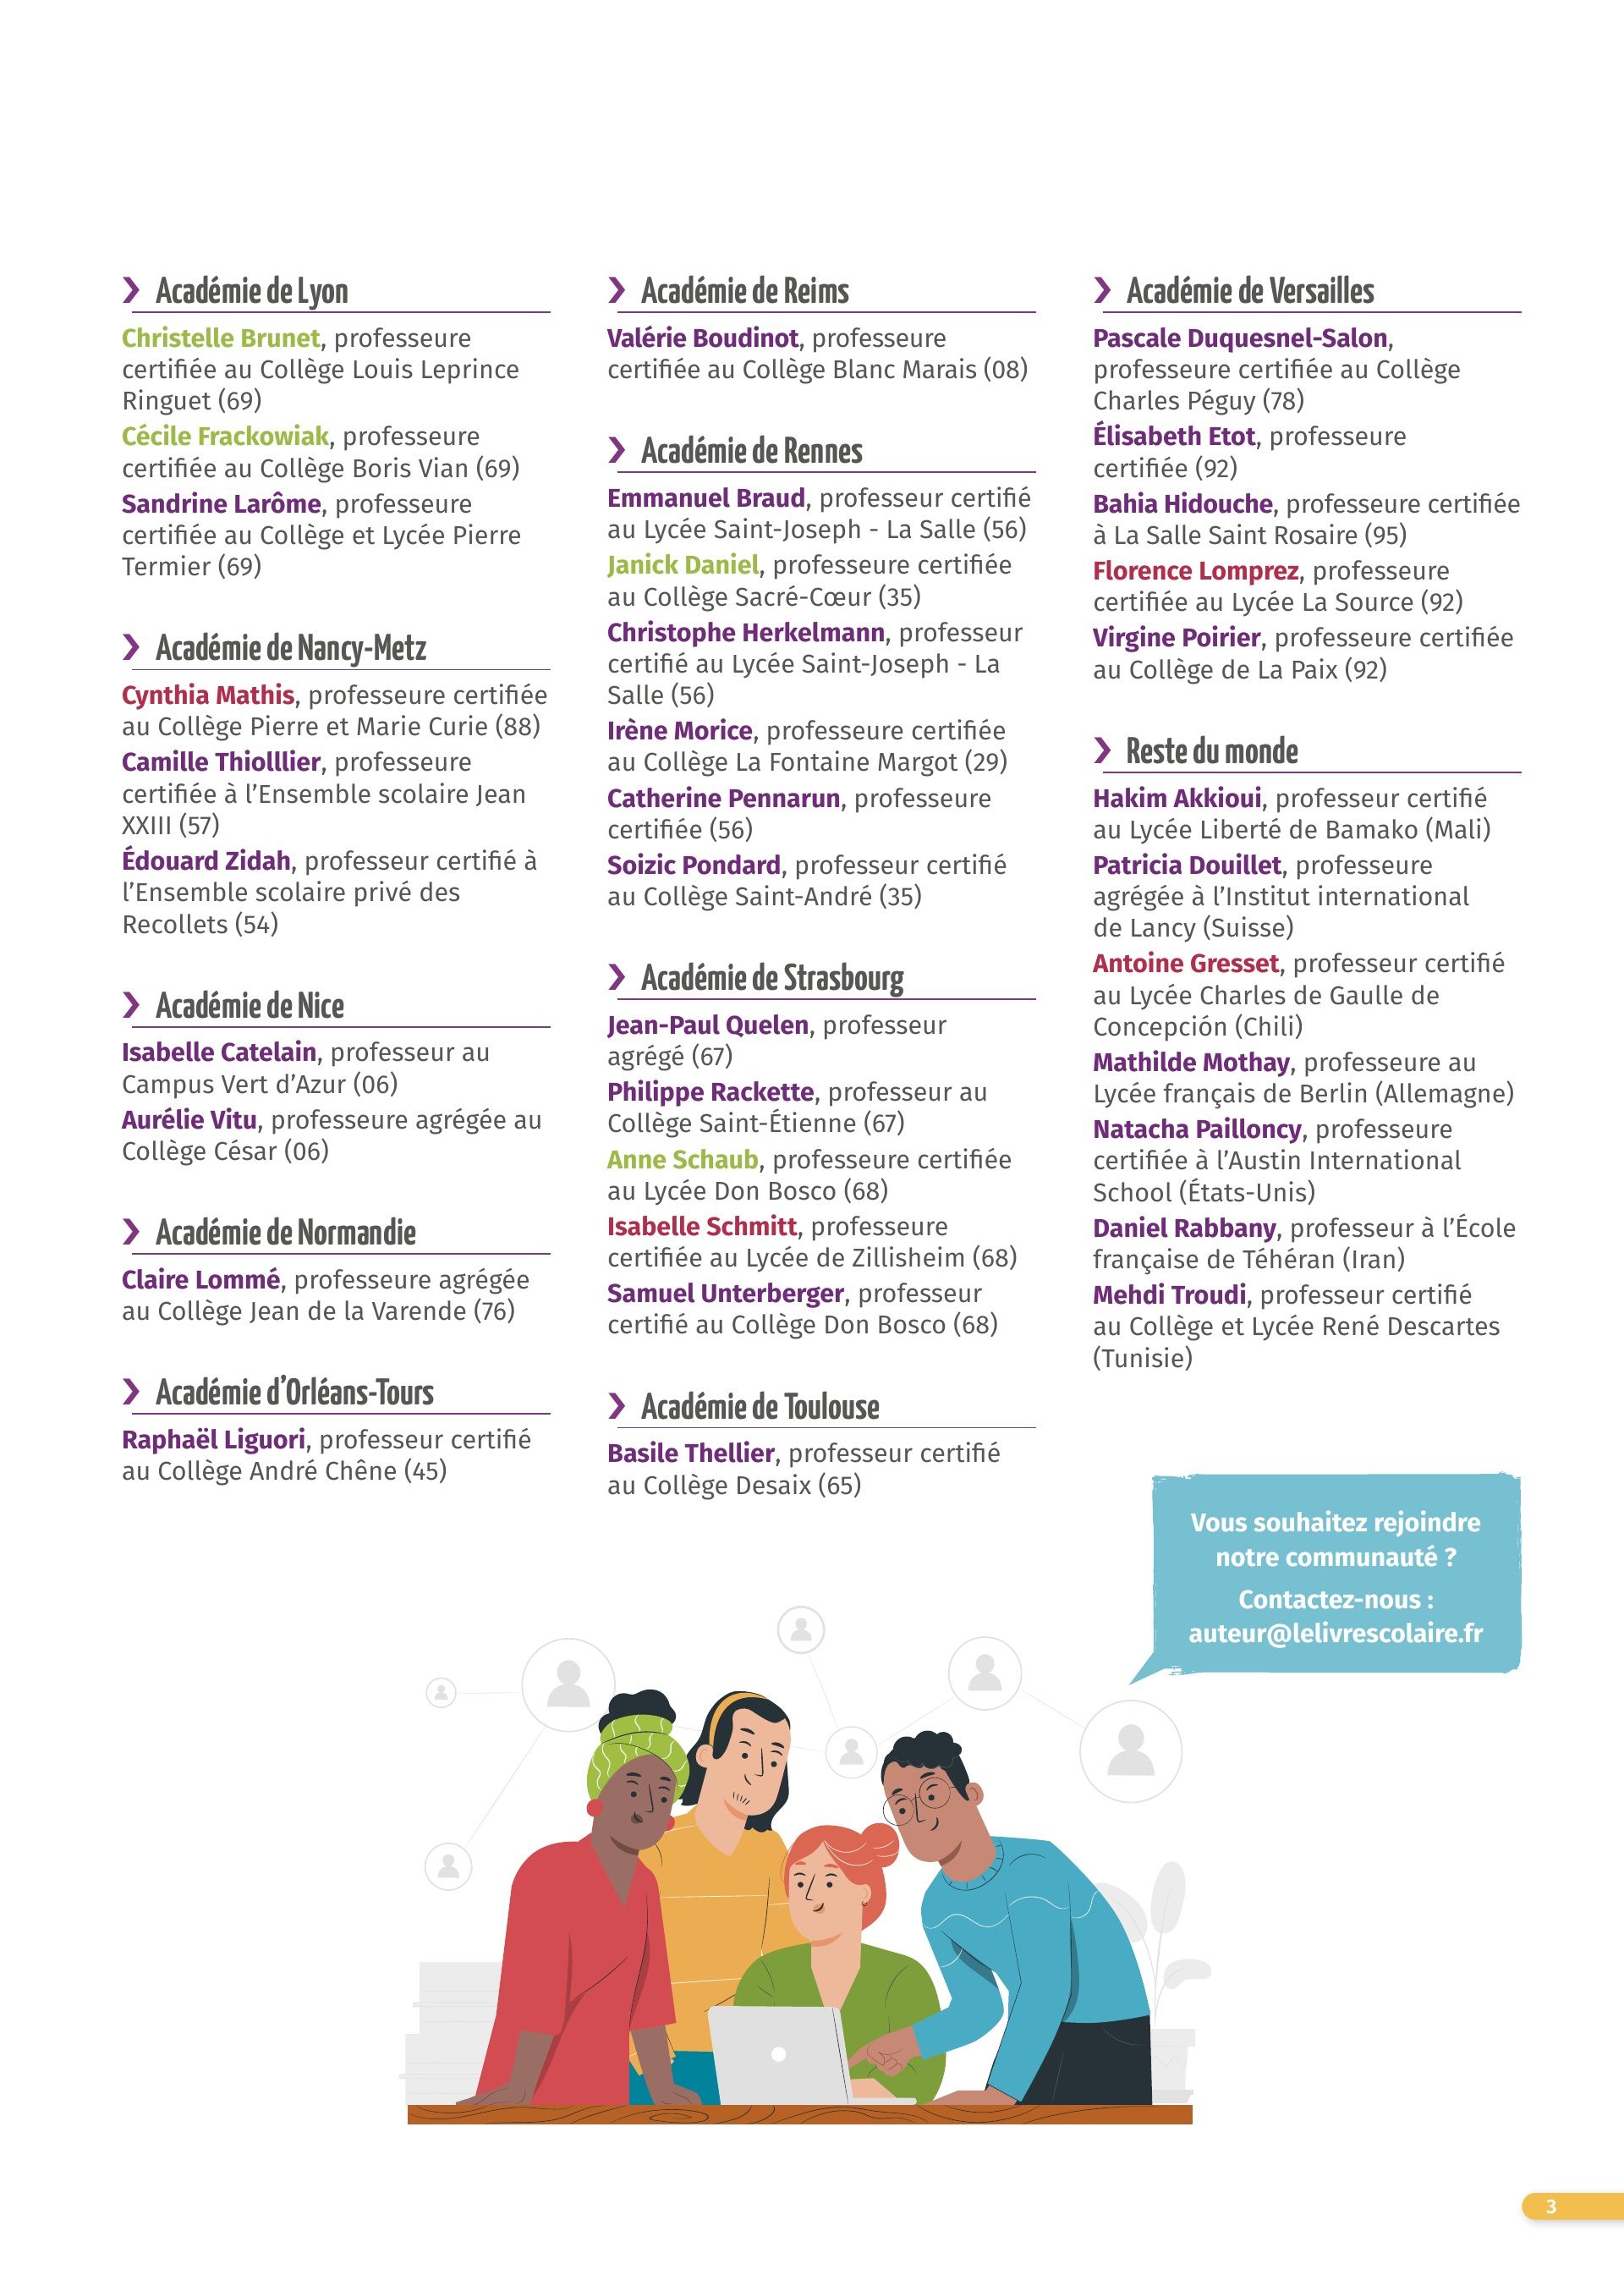 Académie de Lyon
Christelle Brunet, professeure
certifiée au Collège Louis Leprince
Ringuet (69)
Cécile Frackowiak, professeure
certifiée au Collège Boris Vian (69)
Sandrine Larôme, professeure
certifiée au Collège et Lycée Pierre
Termier (69)
Académie de Nancy-Metz
Cynthia Mathis, professeure certifiée
au Collège Pierre et Marie Curie (88)
Camille Thiolllier, professeure
certifiée à l’Ensemble scolaire Jean
XXIII (57)
Édouard Zidah, professeur certifié à
l’Ensemble scolaire privé des
Recollets (54)
Académie de Nice
Isabelle Catelain, professeur au
Campus Vert d’Azur (06)
Aurélie Vitu, professeure agrégée au
Collège César (06)
Académie de Normandie
Claire Lommé, professeure agrégée
au Collège Jean de la Varende (76)
Académie d’Orléans-Tours
Raphaël Liguori, professeur certifié
au Collège André Chêne (45)
Académie de Reims
Valérie Boudinot, professeure
certifiée au Collège Blanc Marais (08)
Académie de Rennes
Emmanuel Braud, professeur certifié
au Lycée Saint-Joseph - La Salle (56)
Janick Daniel, professeure certifiée
au Collège Sacré-Cœur (35)
Christophe Herkelmann, professeur
certifié au Lycée Saint-Joseph - La
Salle (56)
Irène Morice, professeure certifiée
au Collège La Fontaine Margot (29)
Catherine Pennarun, professeure
certifiée (56)
Soizic Pondard, professeur certifié
au Collège Saint-André (35)
Académie de Strasbourg
Jean-Paul Quelen, professeur
agrégé (67)
Philippe Rackette, professeur au
Collège Saint-Étienne (67)
Anne Schaub, professeure certifiée
au Lycée Don Bosco (68)
Isabelle Schmitt, professeure
certifiée au Lycée de Zillisheim (68)
Samuel Unterberger, professeur
certifié au Collège Don Bosco (68)
Académie de Toulouse
Basile Thellier, professeur certifié
au Collège Desaix (65)
Académie de Versailles
Pascale Duquesnel-Salon,
professeure certifiée au Collège
Charles Péguy (78)
Élisabeth Etot, professeure
certifiée (92)
Bahia Hidouche, professeure certifiée
à La Salle Saint Rosaire (95)
Florence Lomprez, professeure
certifiée au Lycée La Source (92)
Virgine Poirier, professeure certifiée
au Collège de La Paix (92)
Reste du monde
Hakim Akkioui, professeur certifié
au Lycée Liberté de Bamako (Mali)
Patricia Douillet, professeure
agrégée à l’Institut international
de Lancy (Suisse)
Antoine Gresset, professeur certifié
au Lycée Charles de Gaulle de
Concepción (Chili)
Mathilde Mothay, professeure au
Lycée français de Berlin (Allemagne)
Natacha Pailloncy, professeure
certifiée à l’Austin International
School (États-Unis)
Daniel Rabbany, professeur à l’École
française de Téhéran (Iran)
Mehdi Troudi, professeur certifié
au Collège et Lycée René Descartes
(Tunisie)
Vous souhaitez rejoindre
notre communauté ?
Contactez-nous :
auteur@lelivrescolaire.fr
3